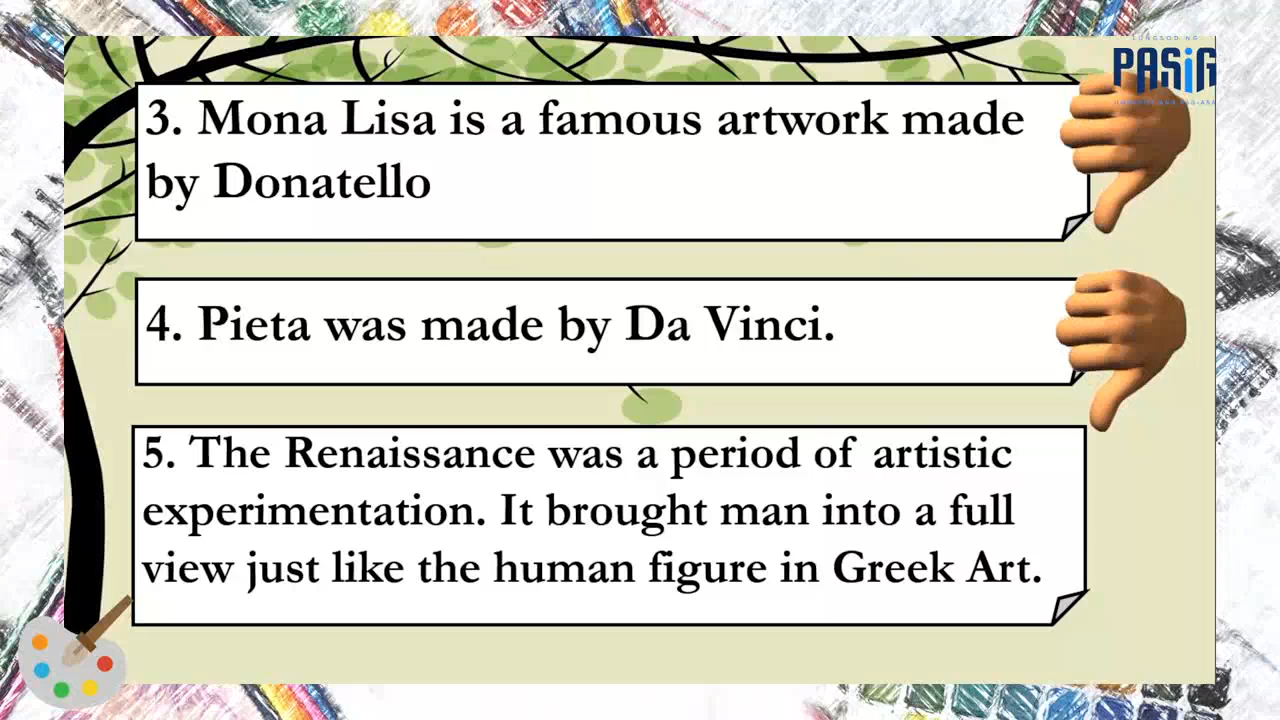 LUNGSOD NG
PASiG
3. Mona Lisa is a famous artwork made
by Donatello
4. Pieta was made by Da Vinci.
5. The Renaissance was a period of artistic
experimentation. It brought man into a full
view just like the human figure in Greek Art.